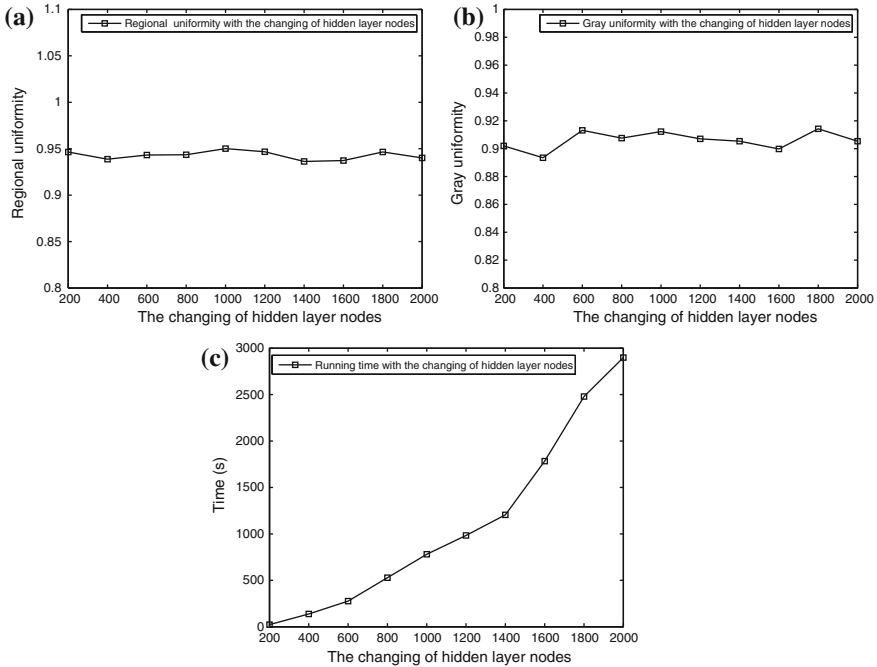 (a)
1.1
Regional  uniformity with the changing of hidden layer nodes
1.05
1
0.95
0.9
0.85
0.8
Regional uniformity
200 400 600 800 1000 1200 1400 1600 1800 2000
The changing of hidden layer nodes
(b)
1
Gray uniformity with the changing of hidden layer nodes
0.98
0.96
0.94
0.92
0.9
0.88
0.86
0.84
0.82
0.8
Gray uniformity
200 400 600 800 1000 1200 1400 1600 1800 2000
The changing of hidden layer nodes
(c)
3000
Running time with the changing of hidden layer nodes
2500
2000
1500
1000
500
0
Time (s)
200 400 600 800 1000 1200 1400 1600 1800 2000
The changing of hidden layer nodes